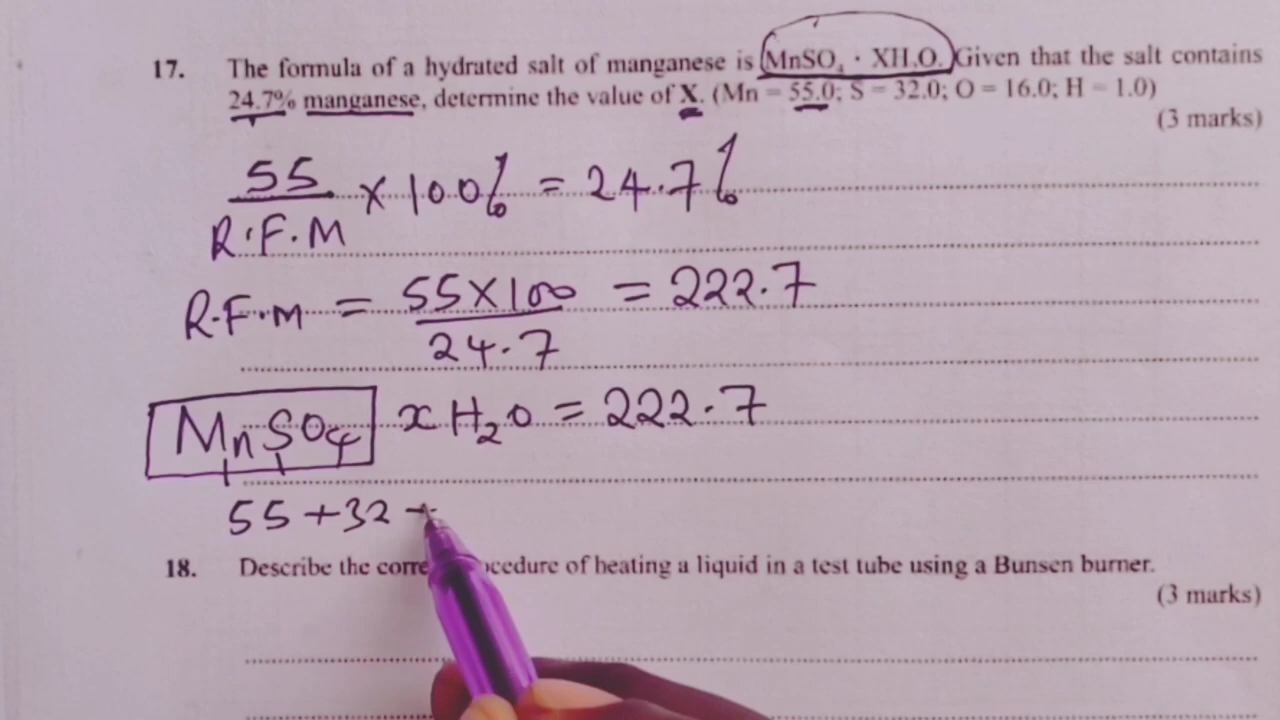 17. The formula of a hydrated salt of manganese is MnSO₄ · XH₂O. Given that the salt contains
24.7% manganese, determine the value of X. (Mn = 55.0; S = 32.0; O = 16.0; H = 1.0)
(3 marks)
55 / R.F.M × 100% = 24.7%
R.F.M = 55×100 / 24.7 = 222.7
MnSO₄ xH₂O = 222.7
55 + 32 +
18. Describe the corre ocedure of heating a liquid in a test tube using a Bunsen burner.
(3 marks)